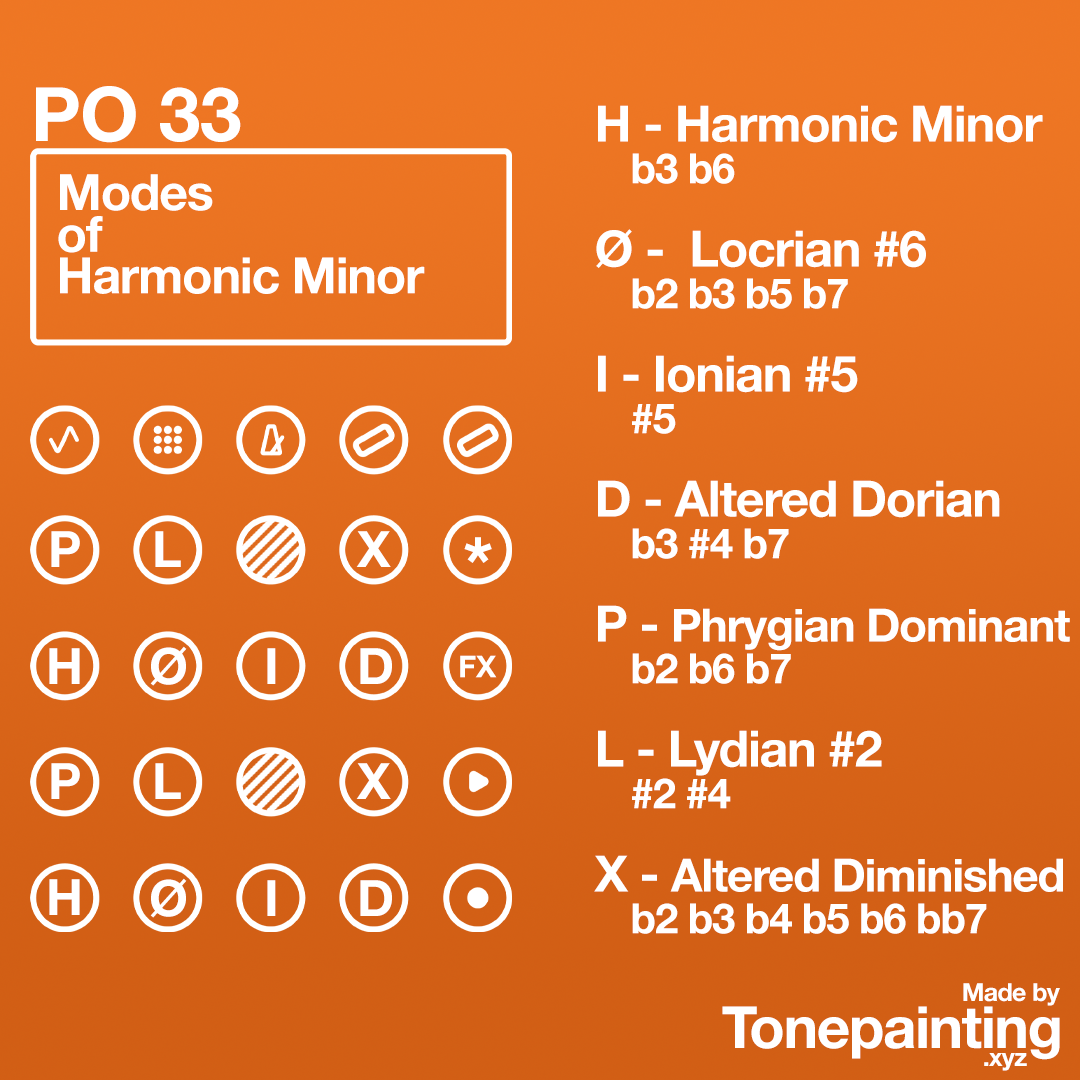 PO 33
Modes
of
Harmonic Minor
P L X *
H Ø I D FX
P L X
H Ø I D
H - Harmonic Minor
b3 b6
Ø - Locrian #6
b2 b3 b5 b7
I - Ionian #5
#5
D - Altered Dorian
b3 #4 b7
P - Phrygian Dominant
b2 b6 b7
L - Lydian #2
#2 #4
X - Altered Diminished
b2 b3 b4 b5 b6 bb7
Made by
Tonepainting
.xyz